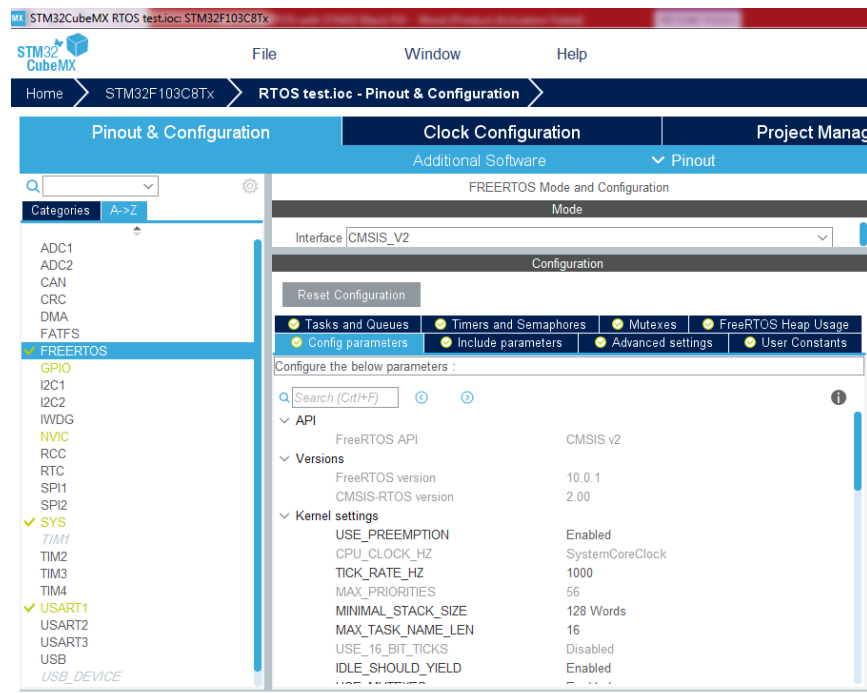 MX STM32CubeMX RTOS test.ioc: STM32F103C8Tx
STM32
CubeMX
File Window Help
Home STM32F103C8Tx RTOS test.ioc - Pinout & Configuration
Pinout & Configuration Clock Configuration Project Manag
Additional Software Pinout
FREERTOS Mode and Configuration
Categories A->Z
Mode
Interface CMSIS_V2
Configuration
Reset Configuration
Tasks and Queues Timers and Semaphores Mutexes FreeRTOS Heap Usage
Config parameters Include parameters Advanced settings User Constants
Configure the below parameters :
Search (Crtl+F)
ADC1
ADC2
CAN
CRC
DMA
FATFS
FREERTOS
GPIO
I2C1
I2C2
IWDG
NVIC
RCC
RTC
SPI1
SPI2
SYS
TIM1
TIM2
TIM3
TIM4
USART1
USART2
USART3
USB
USB_DEVICE
API
FreeRTOS API CMSIS v2
Versions
FreeRTOS version 10.0.1
CMSIS-RTOS version 2.00
Kernel settings
USE_PREEMPTION Enabled
CPU_CLOCK_HZ SystemCoreClock
TICK_RATE_HZ 1000
MAX_PRIORITIES 56
MINIMAL_STACK_SIZE 128 Words
MAX_TASK_NAME_LEN 16
USE_16_BIT_TICKS Disabled
IDLE_SHOULD_YIELD Enabled